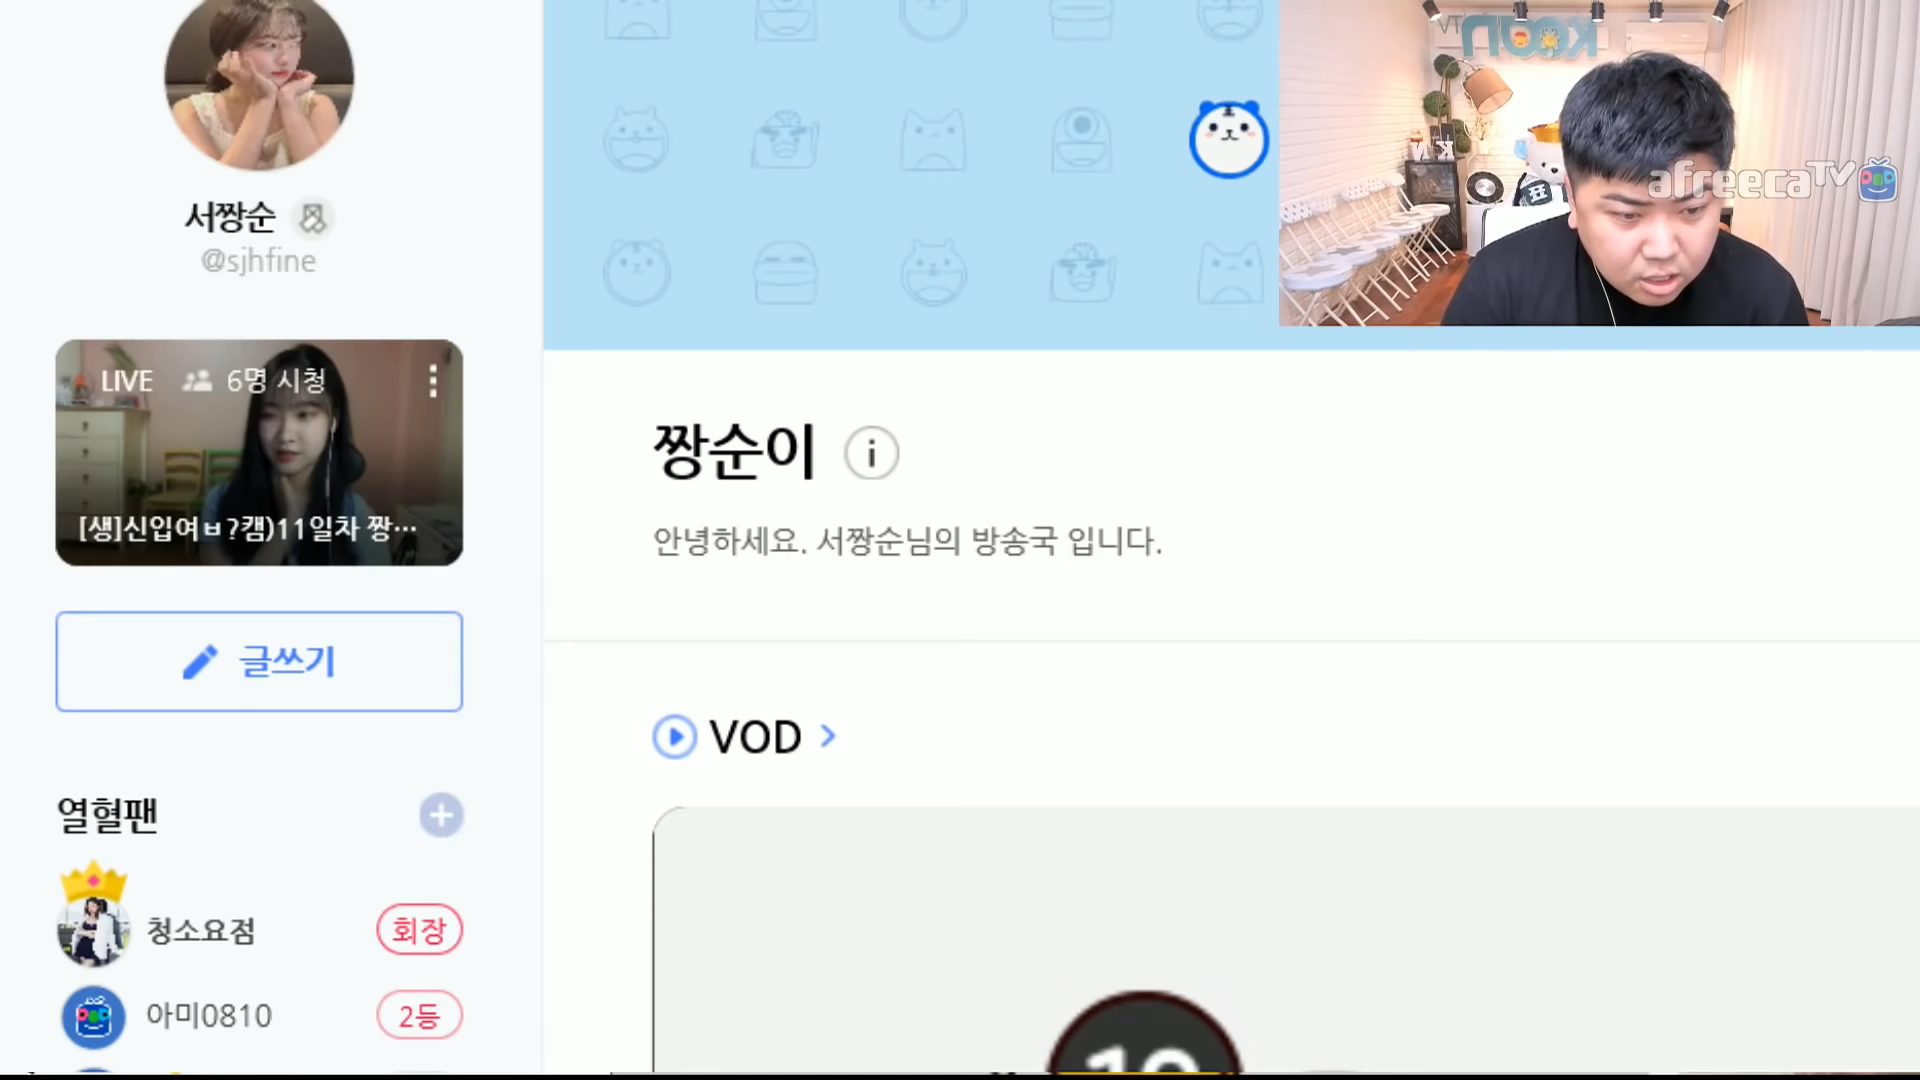 서짱순
@sjhfine
LIVE 6명 시청
[생]신입여ㅂ?캠)11일차 짱…
글쓰기
열혈팬
청소요점 회장
아미0810 2등
짱순이
안녕하세요. 서짱순님의 방송국 입니다.
VOD
19
afreecaTV